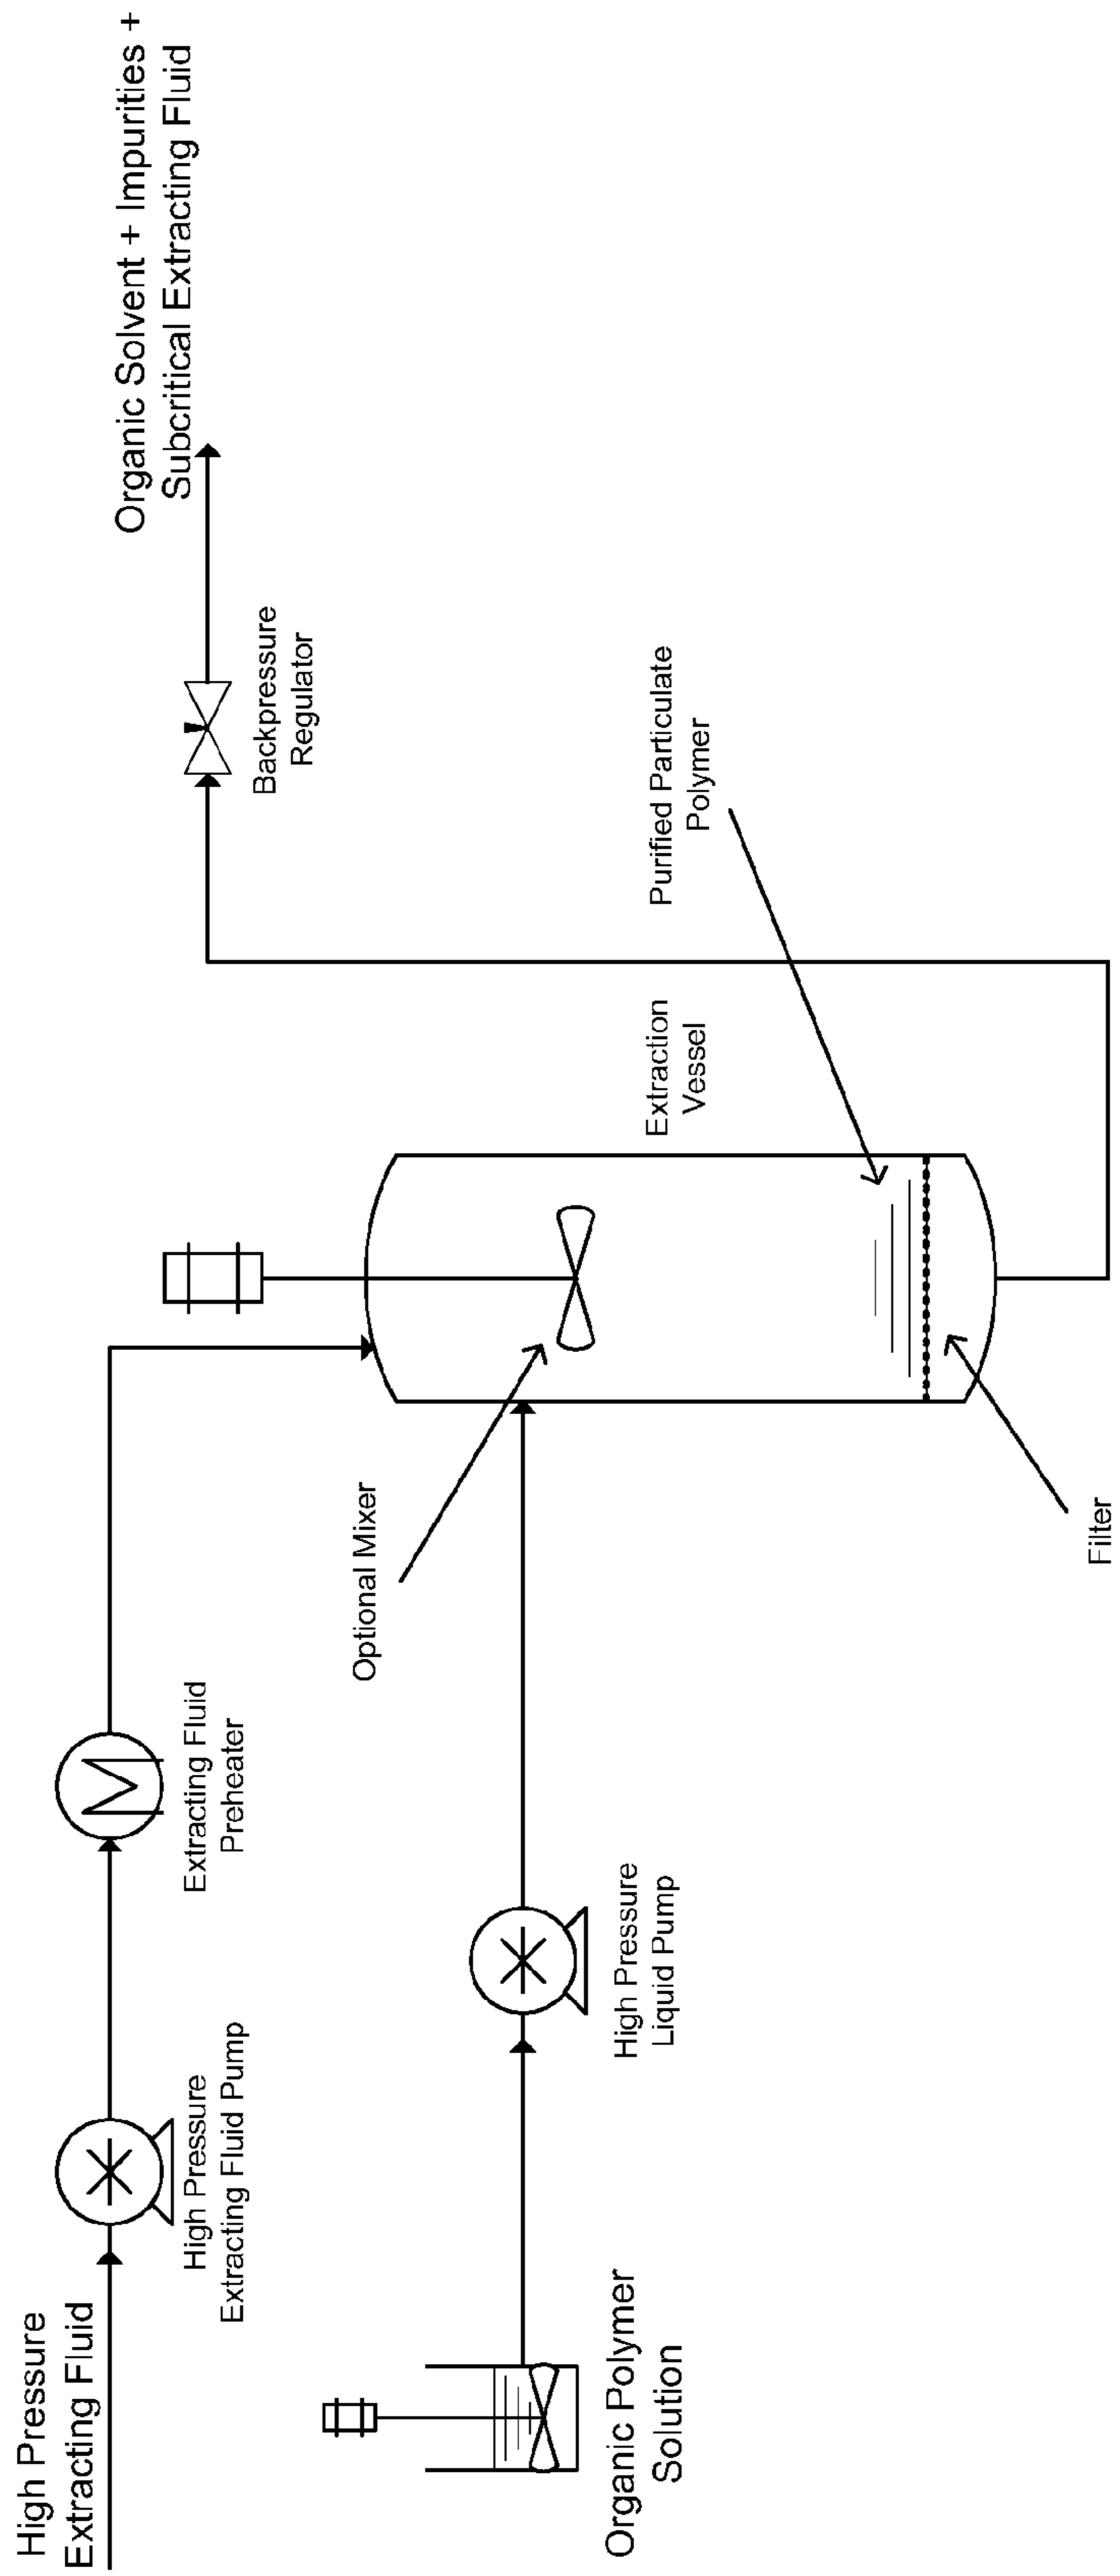 High Pressure
Extracting Fluid
High Pressure
Extracting Fluid Pump
Extracting Fluid
Preheater
Organic Polymer
Solution
High Pressure
Liquid Pump
Optional Mixer
Filter
Extraction
Vessel
Purified Particulate
Polymer
Backpressure
Regulator
Organic Solvent + Impurities +
Subcritical Extracting Fluid